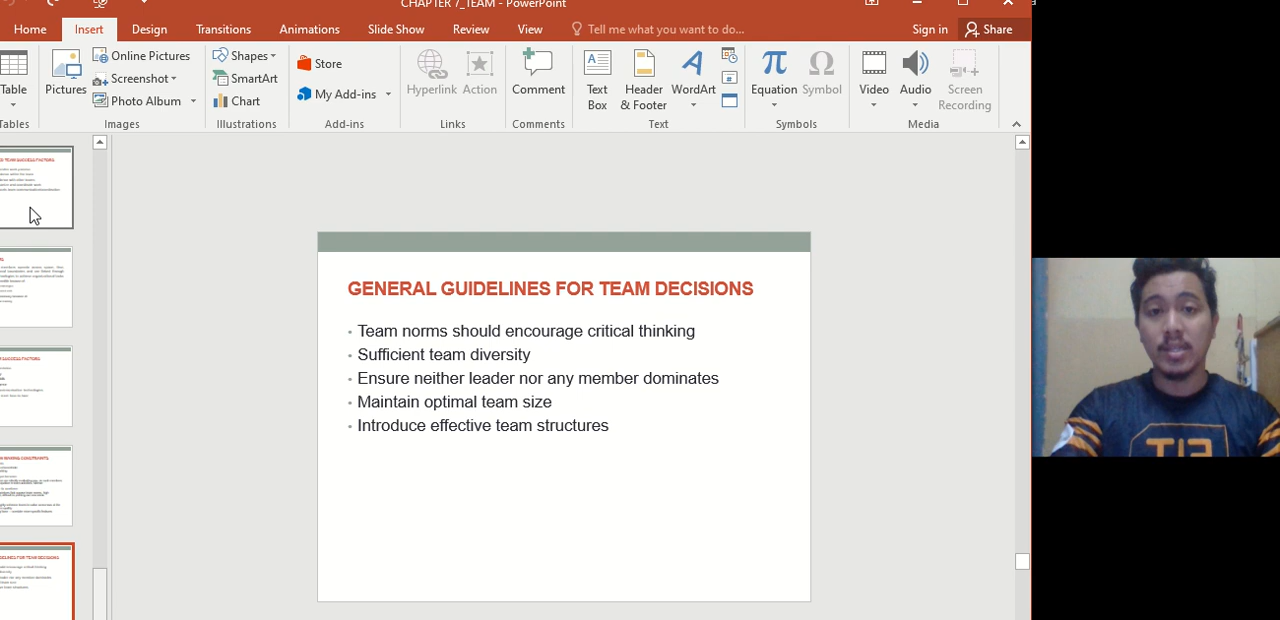 CHAPTER 7_TEAM - PowerPoint
Home Insert Design Transitions Animations Slide Show Review View Tell me what you want to do... Sign in Share
Table
Pictures
Online Pictures
Screenshot
Photo Album
Shapes
SmartArt
Chart
Store
My Add-ins
Hyperlink
Action
Comment
Text Box
Header & Footer
WordArt
Equation
Symbol
Video
Audio
Screen Recording
Tables Images Illustrations Add-ins Links Comments Text Symbols Media
GENERAL GUIDELINES FOR TEAM DECISIONS
• Team norms should encourage critical thinking
• Sufficient team diversity
• Ensure neither leader nor any member dominates
• Maintain optimal team size
• Introduce effective team structures